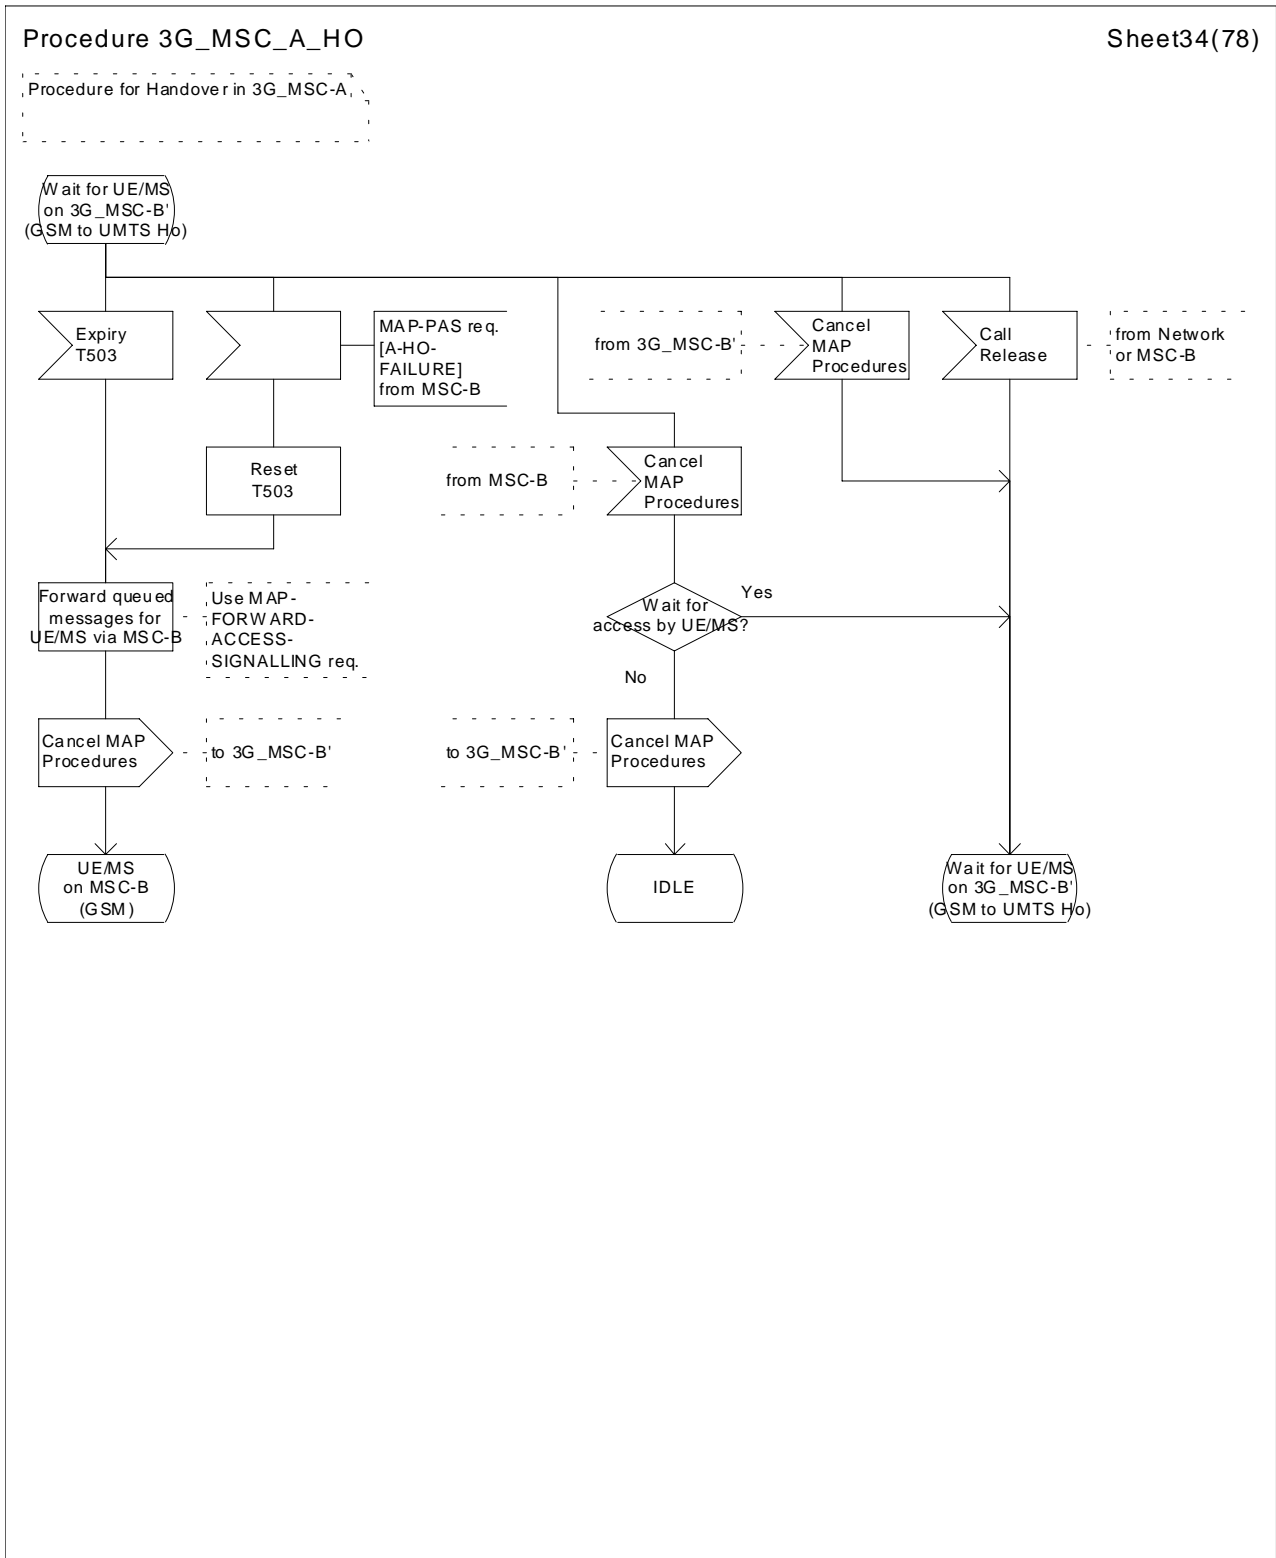 Procedure 3G_MSC_A_HO
Sheet34(78)
Procedure for Handover in 3G_MSC-A
Wait for UE/MS
on 3G_MSC-B'
(GSM to UMTS Ho)
Expiry
T503
MAP-PAS req.
[A-HO-
FAILURE]
from MSC-B
from 3G_MSC-B'
Cancel
MAP
Procedures
Call
Release
from Network
or MSC-B
Reset
T503
from MSC-B
Cancel
MAP
Procedures
Forward queued
messages for
UE/MS via MSC-B
Use MAP-
FORWARD-
ACCESS-
SIGNALLING req.
Wait for
access by UE/MS?
Yes
No
Cancel MAP
Procedures
to 3G_MSC-B'
to 3G_MSC-B'
Cancel MAP
Procedures
UE/MS
on MSC-B
(GSM)
IDLE
Wait for UE/MS
on 3G_MSC-B'
(GSM to UMTS Ho)